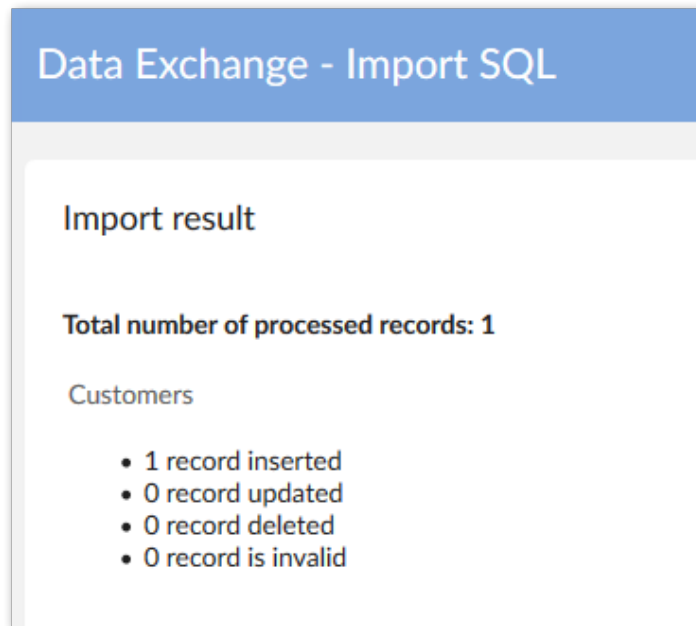 Data Exchange - Import SQL
Import result
Total number of processed records: 1
Customers
• 1 record inserted
• 0 record updated
• 0 record deleted
• 0 record is invalid